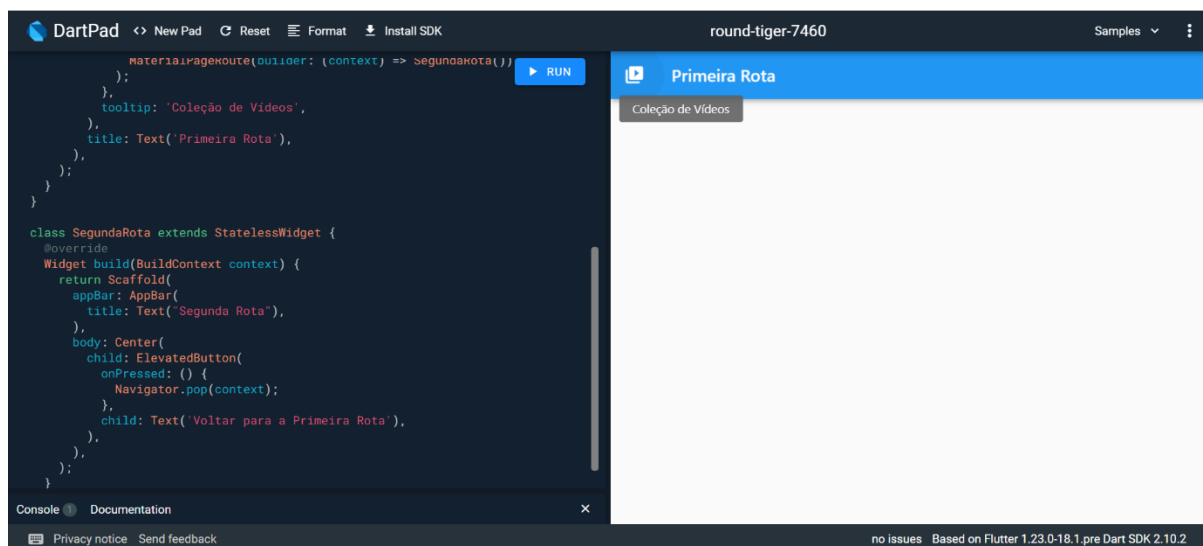 DartPad <> New Pad Reset Format Install SDK round-tiger-7460 Samples
MaterialPageRoute(builder: (context) => SegundaRota())
RUN
);
},
tooltip: 'Coleção de Vídeos',
),
title: Text('Primeira Rota'),
),
);
}
}
class SegundaRota extends StatelessWidget {
@override
Widget build(BuildContext context) {
return Scaffold(
appBar: AppBar(
title: Text("Segunda Rota"),
),
body: Center(
child: ElevatedButton(
onPressed: () {
Navigator.pop(context);
},
child: Text('Voltar para a Primeira Rota'),
),
),
);
}
Primeira Rota
Coleção de Vídeos
Console 1 Documentation ×
Privacy notice Send feedback no issues Based on Flutter 1.23.0-18.1.pre Dart SDK 2.10.2